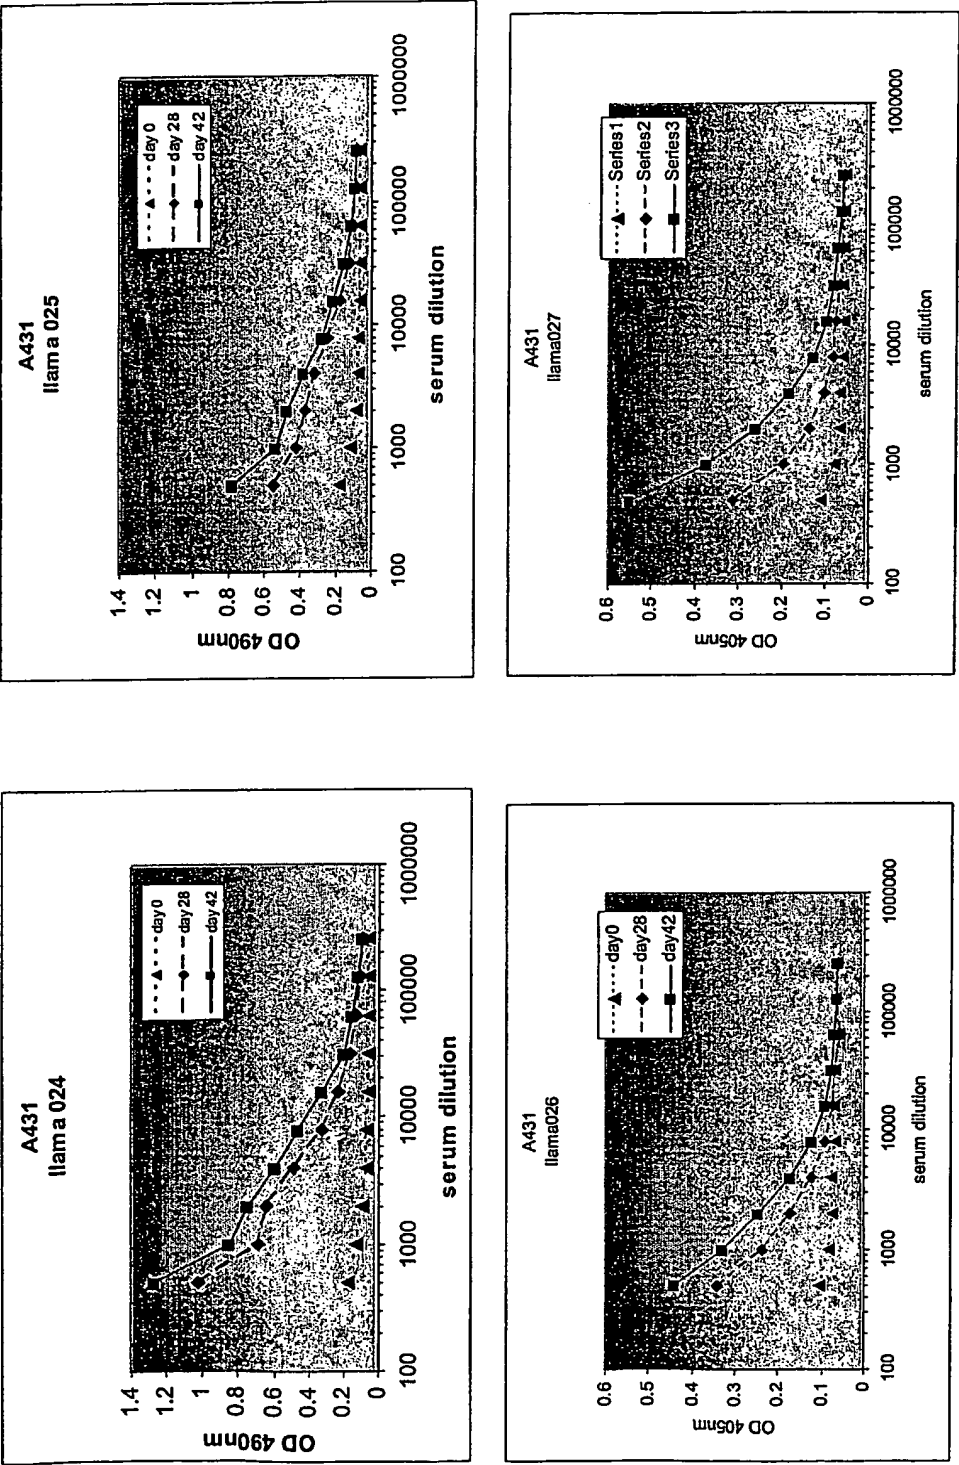 A431
llama 024
1.4
1.2
1
0.8
0.6
0.4
0.2
0
OD 490nm
100
1000
10000
100000
1000000
serum dilution
day 0
day 28
day 42
A431
llama 025
1.4
1.2
1
0.8
0.6
0.4
0.2
0
OD 490nm
100
1000
10000
100000
1000000
serum dilution
day 0
day 28
day 42
A431
llama026
0.6
0.5
0.4
0.3
0.2
0.1
0
OD 405nm
100
1000
10000
100000
1000000
serum dilution
day0
day28
day42
A431
llama027
0.6
0.5
0.4
0.3
0.2
0.1
0
OD 405nm
100
1000
10000
100000
1000000
serum dilution
Series1
Series2
Series3